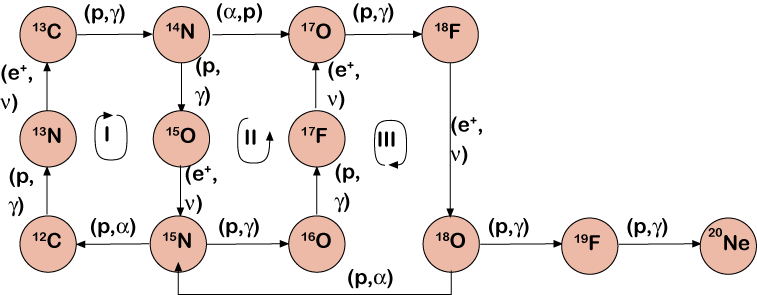 ¹³C (p,γ) ¹⁴N (α,p) ¹⁷O (p,γ) ¹⁸F
(e⁺, ν) (p, γ) (e⁺, ν) (e⁺, ν)
¹³N I ¹⁵O II ¹⁷F III
(p, γ) (e⁺, ν) (p, γ)
¹²C (p,α) ¹⁵N (p,γ) ¹⁶O ¹⁸O (p,γ) ¹⁹F (p,γ) ²⁰Ne
(p,α)